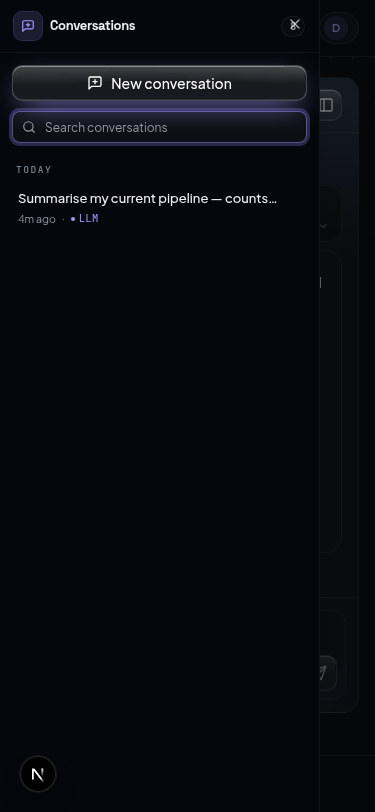 Conversations
D
New conversation
Search conversations
TODAY
Summarise my current pipeline — counts…
4m ago · • LLM
N